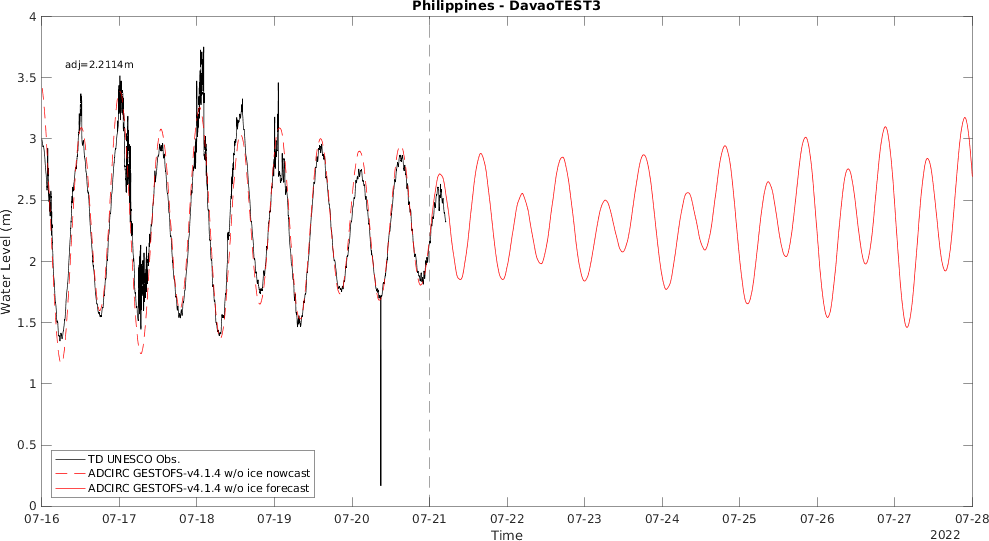 Philippines - DavaoTEST3
4
adj=2.2114m
3.5
3
2.5
2
1.5
1
0.5
0
Water Level (m)
TD UNESCO Obs.
ADCIRC GESTOFS-v4.1.4 w/o ice nowcast
ADCIRC GESTOFS-v4.1.4 w/o ice forecast
07-16 07-17 07-18 07-19 07-20 07-21 07-22 07-23 07-24 07-25 07-26 07-27 07-28
Time
2022